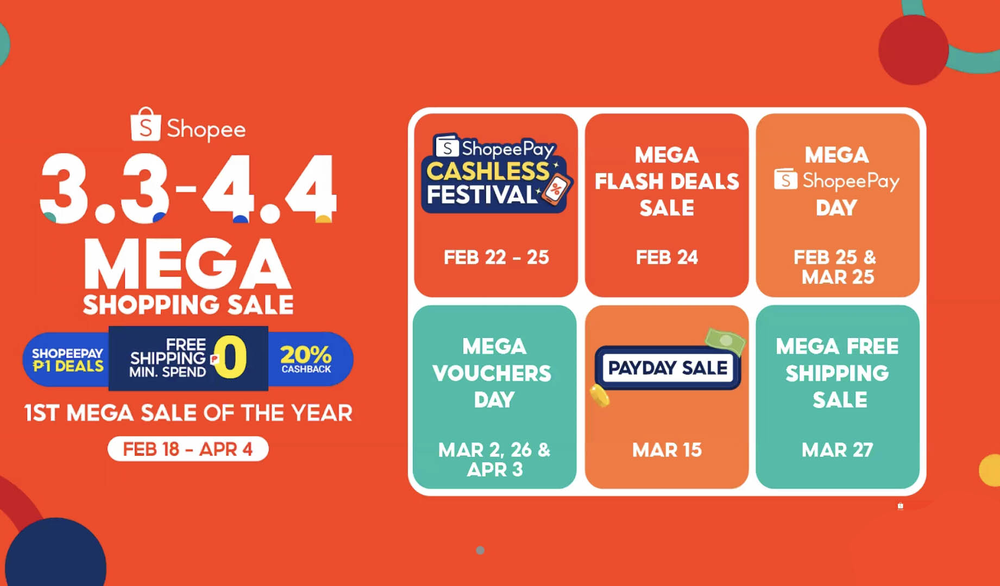 Shopee
3.3-4.4
MEGA
SHOPPING SALE
SHOPEEPAY
₱1 DEALS
FREE
SHIPPING
MIN. SPEND
₱0
20%
CASHBACK
1ST MEGA SALE OF THE YEAR
FEB 18 - APR 4
ShopeePay
CASHLESS
FESTIVAL
FEB 22 - 25
MEGA
FLASH DEALS
SALE
FEB 24
MEGA
ShopeePay
DAY
FEB 25 &
MAR 25
MEGA
VOUCHERS
DAY
MAR 2, 26 &
APR 3
PAYDAY SALE
MAR 15
MEGA FREE
SHIPPING
SALE
MAR 27